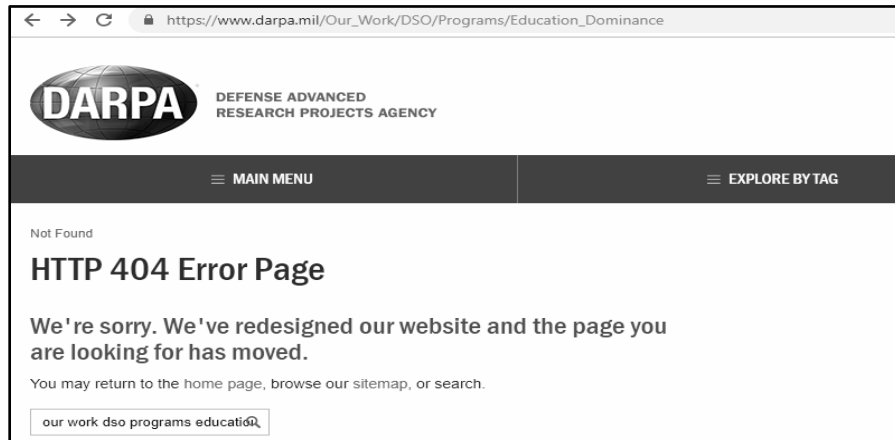 https://www.darpa.mil/Our_Work/DSO/Programs/Education_Dominance
DARPA
DEFENSE ADVANCED
RESEARCH PROJECTS AGENCY
MAIN MENU
EXPLORE BY TAG
Not Found
HTTP 404 Error Page
We're sorry. We've redesigned our website and the page you
are looking for has moved.
You may return to the home page, browse our sitemap, or search.
our work dso programs education